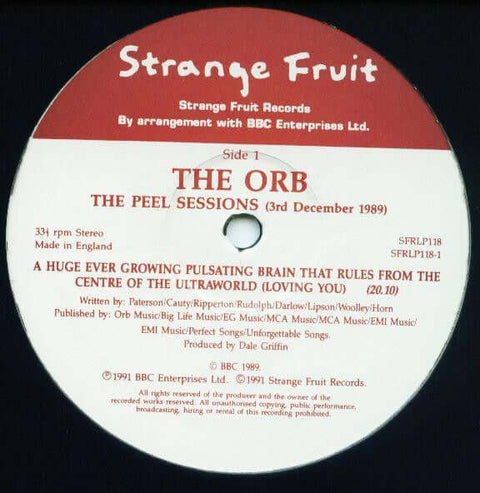 Strange Fruit
Strange Fruit Records
By arrangement with BBC Enterprises Ltd.
Side 1
THE ORB
THE PEEL SESSIONS (3rd December 1989)
33⅓ rpm Stereo
Made in England
SFRLP118
SFRLP118-1
A HUGE EVER GROWING PULSATING BRAIN THAT RULES FROM THE
CENTRE OF THE ULTRAWORLD (LOVING YOU) (20.10)
Written by: Paterson/Cauty/Ripperton/Rudolph/Darlow/Lipson/Woolley/Horn
Published by: Orb Music/Big Life Music/EG Music/MCA Music/MCA Music/EMI Music/
EMI Music/Perfect Songs/Unforgettable Songs.
Produced by Dale Griffin
Ⓟ BBC 1989.
Ⓟ1991 BBC Enterprises Ltd. ©1991 Strange Fruit Records.
All rights reserved of the producer and the owner of the
recorded works reserved. All unauthorised copying, public performance,
broadcasting, hiring or rental of this recording prohibited.